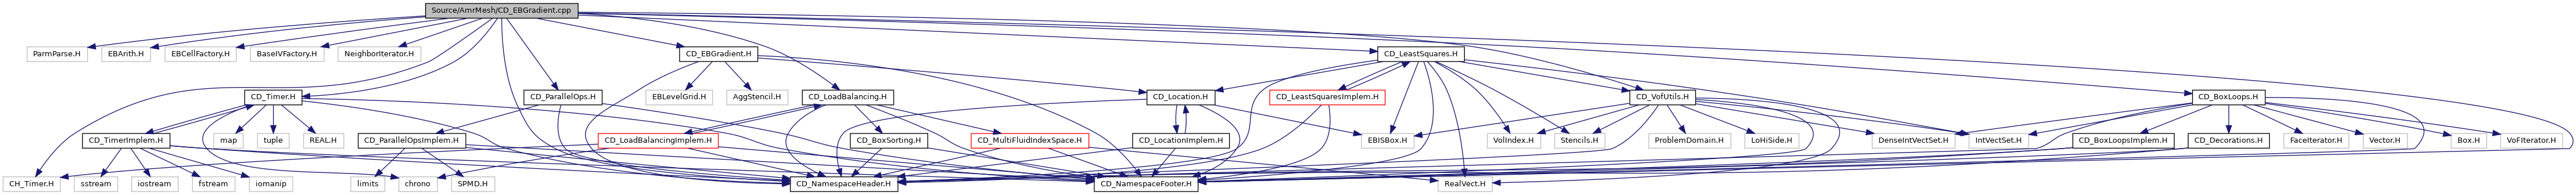 Source/AmrMesh/CD_EBGradient.cpp
ParmParse.H
EBArith.H
EBCellFactory.H
BaseIVFactory.H
NeighborIterator.H
CD_EBGradient.H
CD_LeastSquares.H
CD_Timer.H
CD_ParallelOps.H
EBLevelGrid.H
AggStencil.H
CD_LoadBalancing.H
CD_Location.H
CD_LeastSquaresImplem.H
CD_VofUtils.H
CD_BoxLoops.H
CD_TimerImplem.H
map
tuple
REAL.H
CD_ParallelOpsImplem.H
CD_LoadBalancingImplem.H
CD_BoxSorting.H
CD_MultiFluidIndexSpace.H
CD_LocationImplem.H
EBISBox.H
VolIndex.H
Stencils.H
ProblemDomain.H
LoHiSide.H
DenseIntVectSet.H
IntVectSet.H
CD_BoxLoopsImplem.H
CD_Decorations.H
FaceIterator.H
Vector.H
Box.H
VoFIterator.H
CH_Timer.H
sstream
iostream
fstream
iomanip
limits
chrono
SPMD.H
CD_NamespaceHeader.H
CD_NamespaceFooter.H
RealVect.H